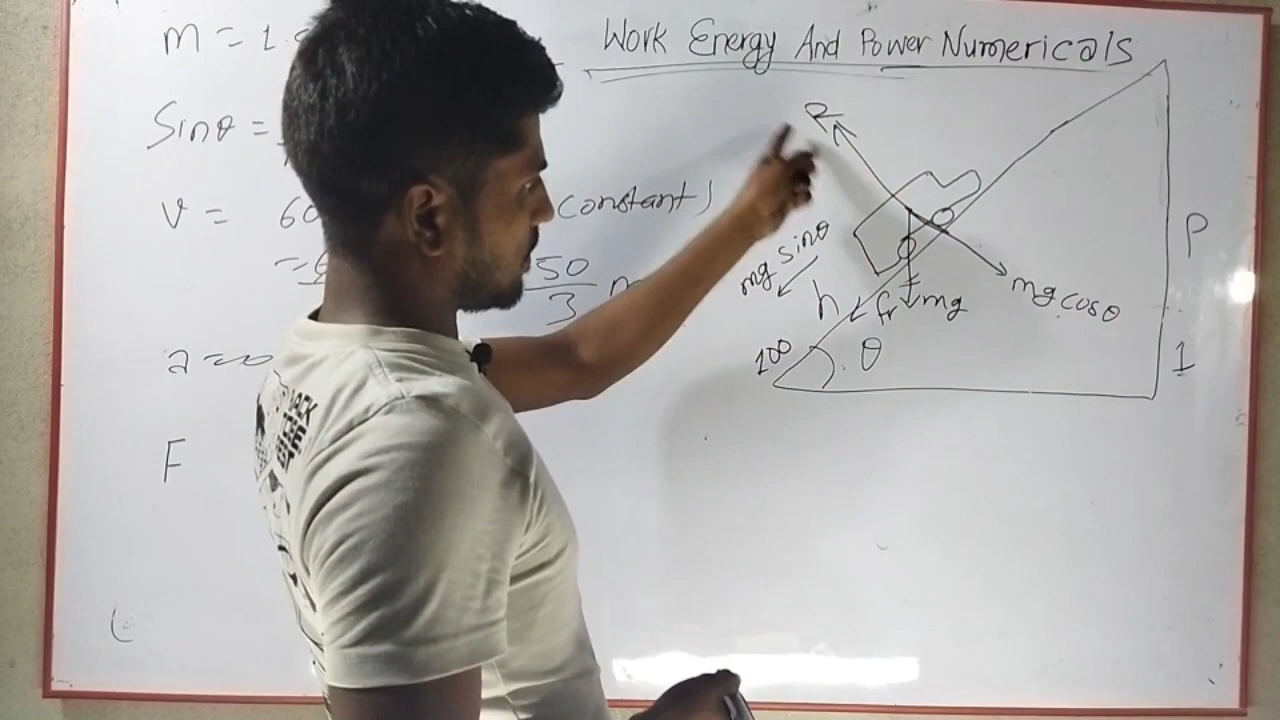 Work Energy And Power Numericals
m = 1
Sinθ =
v = 60 (constant)
= 50/3 m
a = 0
F
R
mg sinθ
h
fr
mg
mg cosθ
100
θ
P
1